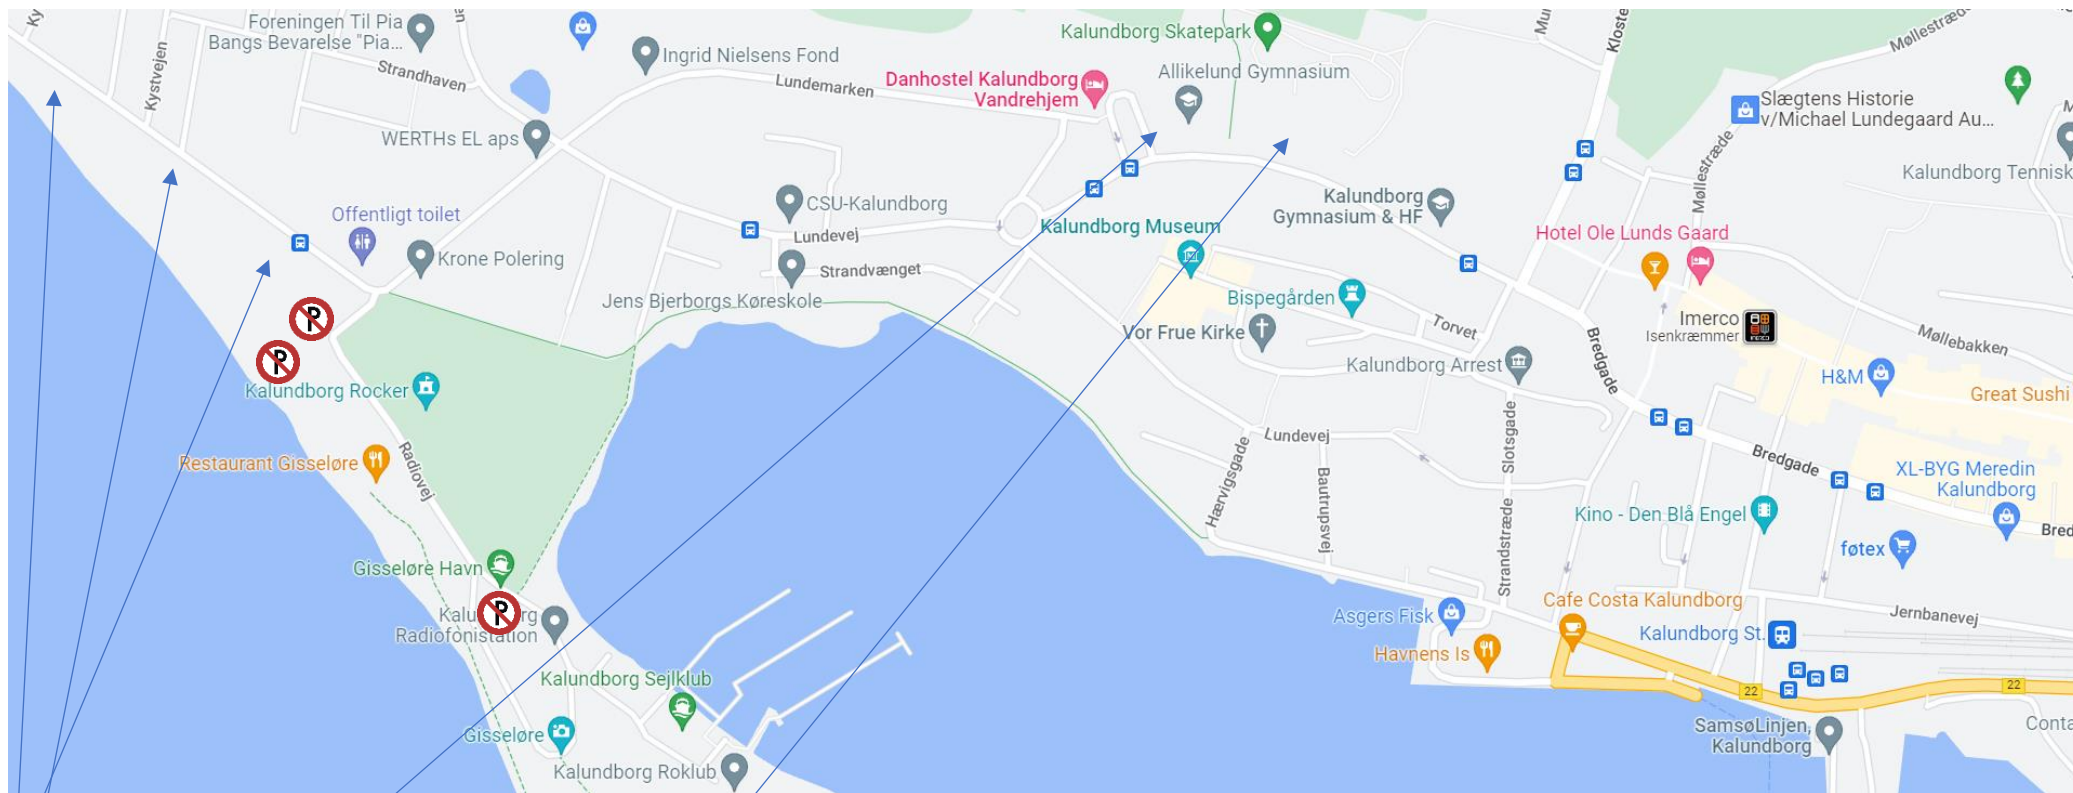 Ky
Foreningen Til Pia
Bangs Bevarelse "Pia...
Kystvejen
Strandhaven
Ingrid Nielsens Fond
Lundemarken
Danhostel Kalundborg
Vandrehjem
Kalundborg Skatepark
Allikelund Gymnasium
Møllestræde
Slægtens Historie
v/Michael Lundegaard Au...
Møllestræde
Kalundborg Tennisk
WERTHs EL aps
Offentligt toilet
Krone Polering
CSU-Kalundborg
Lundevej
Strandvænget
Jens Bjerborgs Køreskole
Kalundborg Museum
Kalundborg
Gymnasium & HF
Hotel Ole Lunds Gaard
Bispegården
Torvet
Vor Frue Kirke
Kalundborg Arrest
Bredgade
Imerco
Isenkræmmer
Møllebakken
H&M
Great Sushi
P
P
Kalundborg Rocker
Restaurant Gisseløre
Radiovej
Lundevej
Hærvigsgade
Bautrupsvej
Slotsgade
Strandstræde
Bredgade
XL-BYG Meredin
Kalundborg
Bred
Kino - Den Blå Engel
føtex
Gisseløre Havn
P
Radiofonistation
Asgers Fisk
Havnens Is
Cafe Costa Kalundborg
Kalundborg St.
Jernbanevej
22
22
Kalundborg Sejlklub
Gisseløre
Kalundborg Roklub
SamsøLinjen,
Kalundborg
Conta